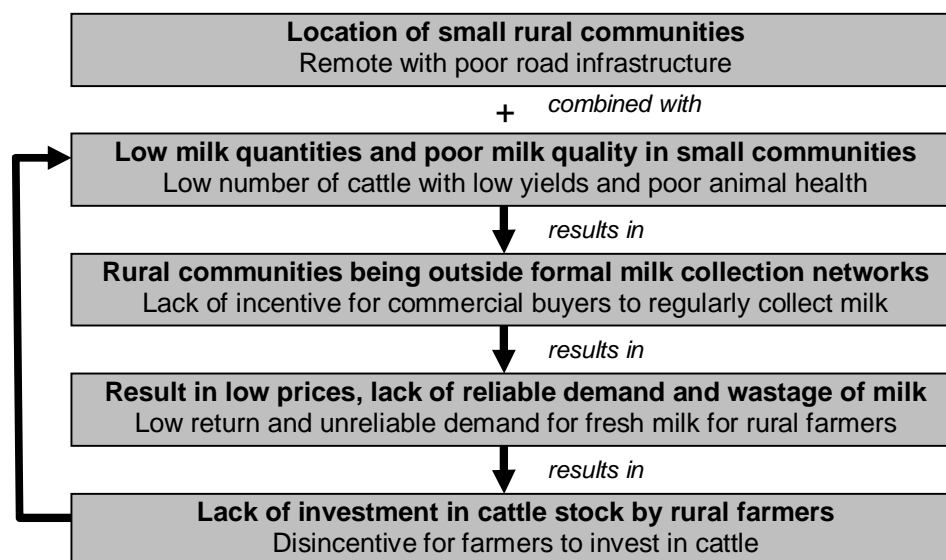 Location of small rural communities
Remote with poor road infrastructure
+ combined with
Low milk quantities and poor milk quality in small communities
Low number of cattle with low yields and poor animal health
results in
Rural communities being outside formal milk collection networks
Lack of incentive for commercial buyers to regularly collect milk
results in
Result in low prices, lack of reliable demand and wastage of milk
Low return and unreliable demand for fresh milk for rural farmers
results in
Lack of investment in cattle stock by rural farmers
Disincentive for farmers to invest in cattle